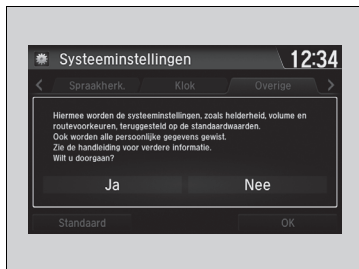 Systeeminstellingen
12:34
Spraakherk.
Klok
Overige
Hiermee worden de systeeminstellingen, zoals helderheid, volume en
routevoorkeuren, teruggesteld op de standaardwaarden.
Ook worden alle persoonlijke gegevens gewist.
Zie de handleiding voor verdere informatie.
Wilt u doorgaan?
Ja
Nee
Standaard
OK